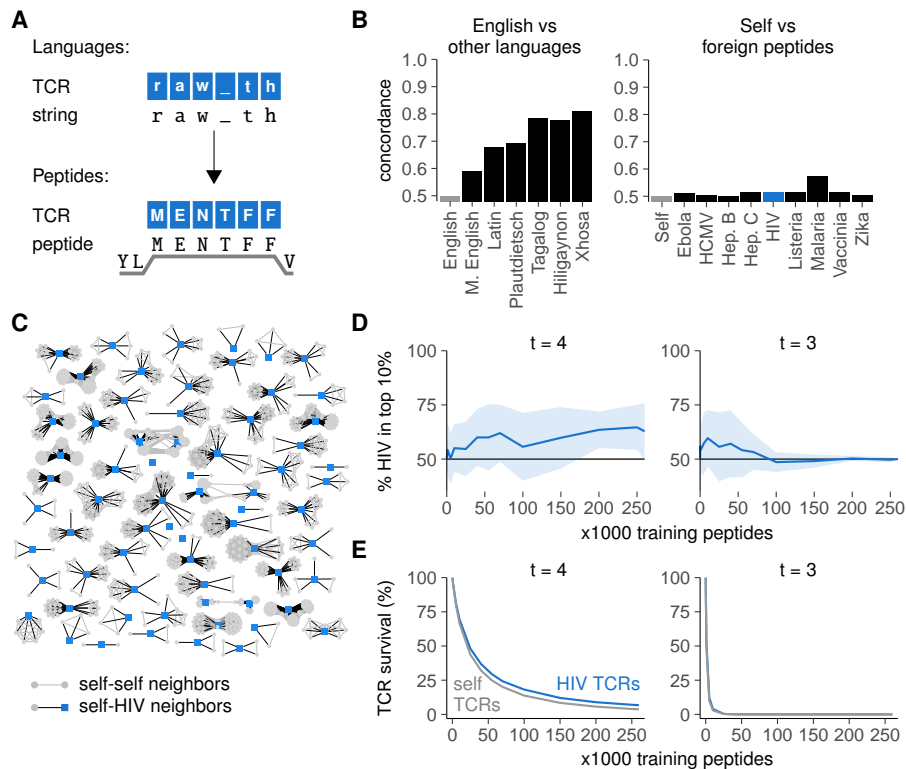 A
Languages:
TCR r a w _ t h
string r a w _ t h
Peptides:
TCR M E N T F F
peptide M E N T F F
Y L V
B
English vs
other languages
concordance
1.0
0.9
0.8
0.7
0.6
0.5
English
M. English
Latin
Plautdietsch
Tagalog
Hiligaynon
Xhosa
Self vs
foreign peptides
1.0
0.9
0.8
0.7
0.6
0.5
Self
Ebola
HCMV
Hep. B
Hep. C
HIV
Listeria
Malaria
Vaccinia
Zika
C
self-self neighbors
self-HIV neighbors
D
t = 4
% HIV in top 10%
100
75
50
0 50 100 150 200 250
t = 3
100
75
50
0 50 100 150 200 250
x1000 training peptides
E
t = 4
TCR survival (%)
100
75
50
25
0
self
TCRs
HIV TCRs
0 50 100 150 200 250
t = 3
100
75
50
25
0
0 50 100 150 200 250
x1000 training peptides